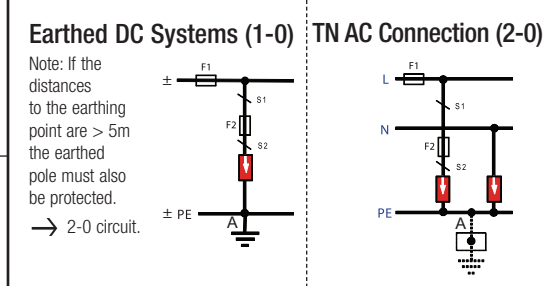 Earthed DC Systems (1-0)
Note: If the
distances
to the earthing
point are > 5m
the earthed
pole must also
be protected.
→ 2-0 circuit.
F1
±
S1
F2
S2
± PE
A
TN AC Connection (2-0)
F1
L
S1
N
F2
S2
PE
A